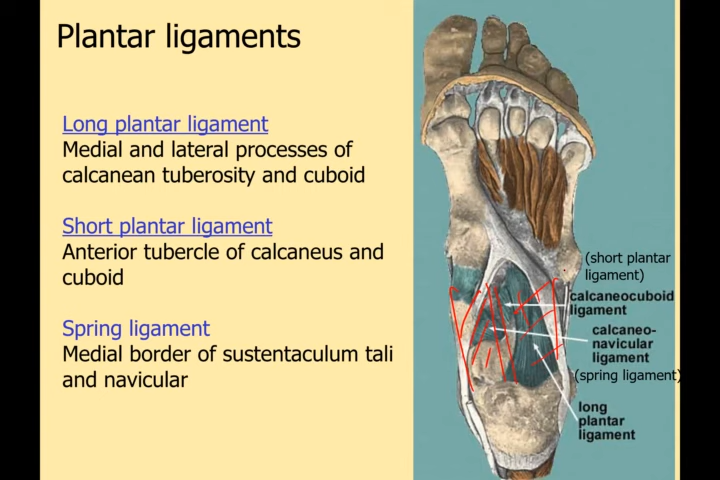 Plantar ligaments
Long plantar ligament
Medial and lateral processes of
calcanean tuberosity and cuboid
Short plantar ligament
Anterior tubercle of calcaneus and
cuboid
Spring ligament
Medial border of sustentaculum tali
and navicular
(short plantar
ligament)
calcaneocuboid
ligament
calcaneo-
navicular
ligament
(spring ligament)
long
plantar
ligament